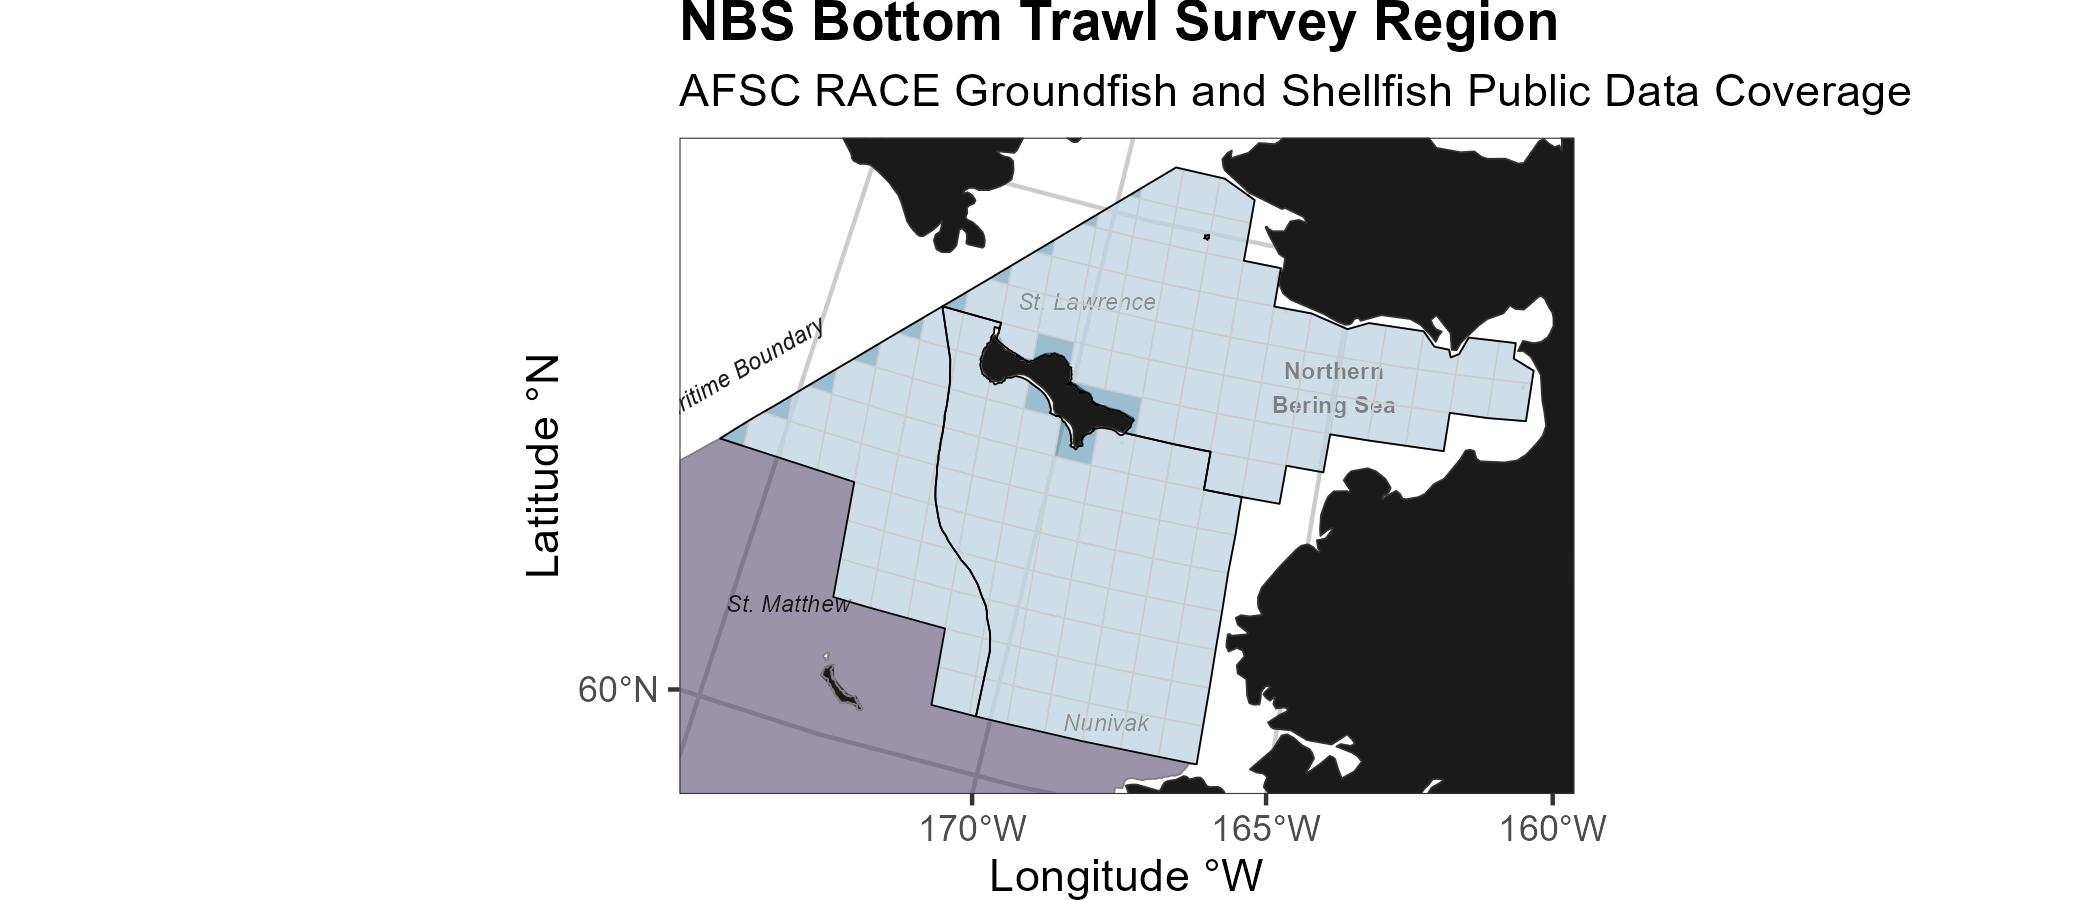 NBS Bottom Trawl Survey Region
AFSC RACE Groundfish and Shellfish Public Data Coverage
St. Lawrence
Boundary
Northern
Bering Sea
St. Matthew
Nunivak
Latitude °N
60°N
170°W
165°W
160°W
Longitude °W